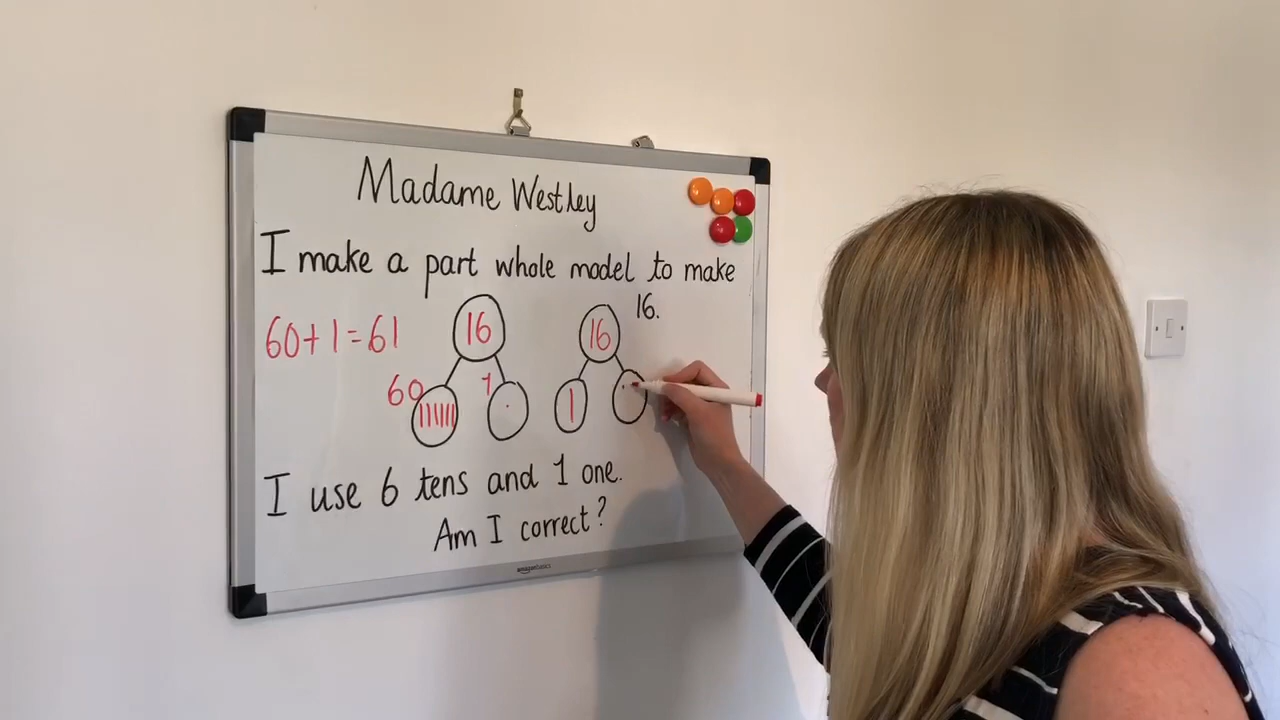 Madame Westley
I make a part whole model to make
16.
60+1=61
16
16
60
1
1
I use 6 tens and 1 one.
Am I correct?
amazonbasics